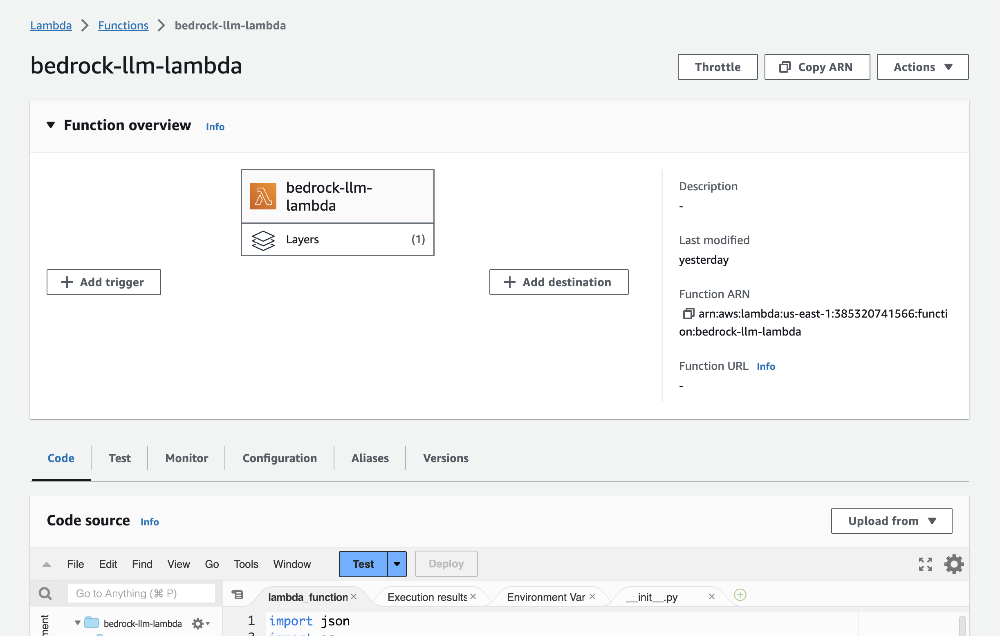 Lambda Functions bedrock-llm-lambda
bedrock-llm-lambda
Throttle Copy ARN Actions
Function overview Info
bedrock-llm-
lambda
Layers (1)
Add trigger
Add destination
Description
-
Last modified
yesterday
Function ARN
arn:aws:lambda:us-east-1:385320741566:functi
on:bedrock-llm-lambda
Function URL Info
-
Code Test Monitor Configuration Aliases Versions
Code source Info
Upload from
File Edit Find View Go Tools Window Test Deploy
Go to Anything (⌘ P)
lambda_function Execution results Environment Vari __init__.py
bedrock-llm-lambda
1 import json